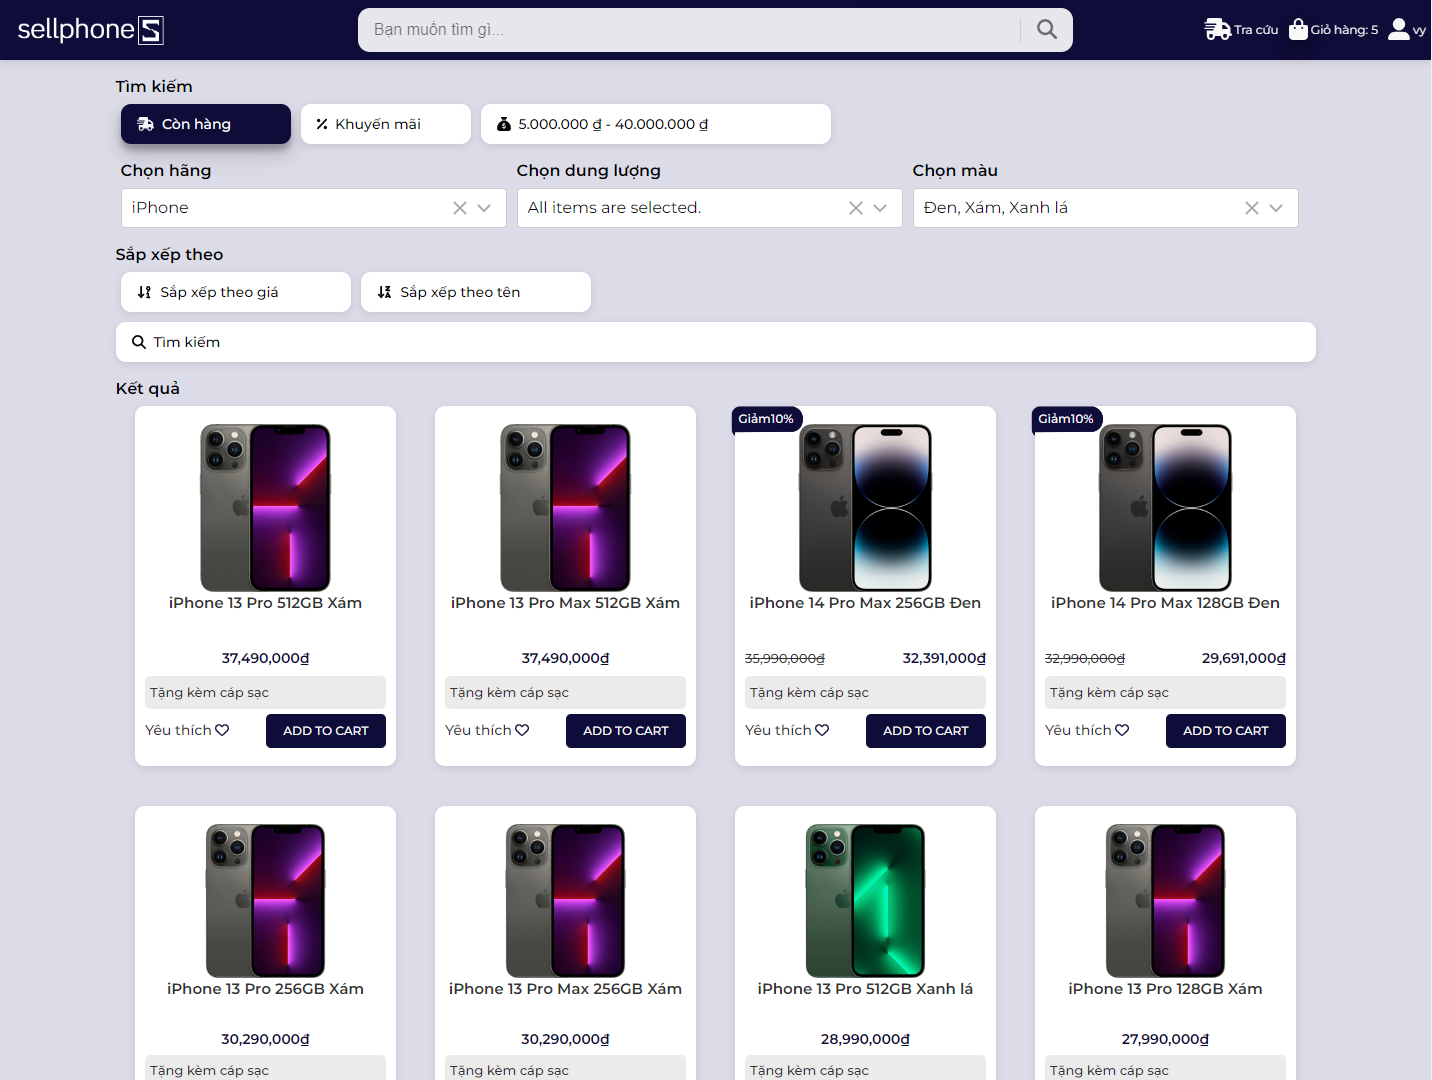 sellphoneS
Bạn muốn tìm gì...
Tra cứu
Giỏ hàng: 5
vy
Tìm kiếm
Còn hàng
Khuyến mãi
5.000.000 ₫ - 40.000.000 ₫
Chọn hãng
Chọn dung lượng
Chọn màu
iPhone
All items are selected.
Đen, Xám, Xanh lá
Sắp xếp theo
Sắp xếp theo giá
Sắp xếp theo tên
Tìm kiếm
Kết quả
iPhone 13 Pro 512GB Xám
37,490,000₫
Tặng kèm cáp sạc
Yêu thích
ADD TO CART
iPhone 13 Pro Max 512GB Xám
37,490,000₫
Tặng kèm cáp sạc
Yêu thích
ADD TO CART
Giảm10%
iPhone 14 Pro Max 256GB Đen
35,990,000₫ 32,391,000₫
Tặng kèm cáp sạc
Yêu thích
ADD TO CART
Giảm10%
iPhone 14 Pro Max 128GB Đen
32,990,000₫ 29,691,000₫
Tặng kèm cáp sạc
Yêu thích
ADD TO CART
iPhone 13 Pro 256GB Xám
30,290,000₫
Tặng kèm cáp sạc
iPhone 13 Pro Max 256GB Xám
30,290,000₫
Tặng kèm cáp sạc
iPhone 13 Pro 512GB Xanh lá
28,990,000₫
Tặng kèm cáp sạc
iPhone 13 Pro 128GB Xám
27,990,000₫
Tặng kèm cáp sạc